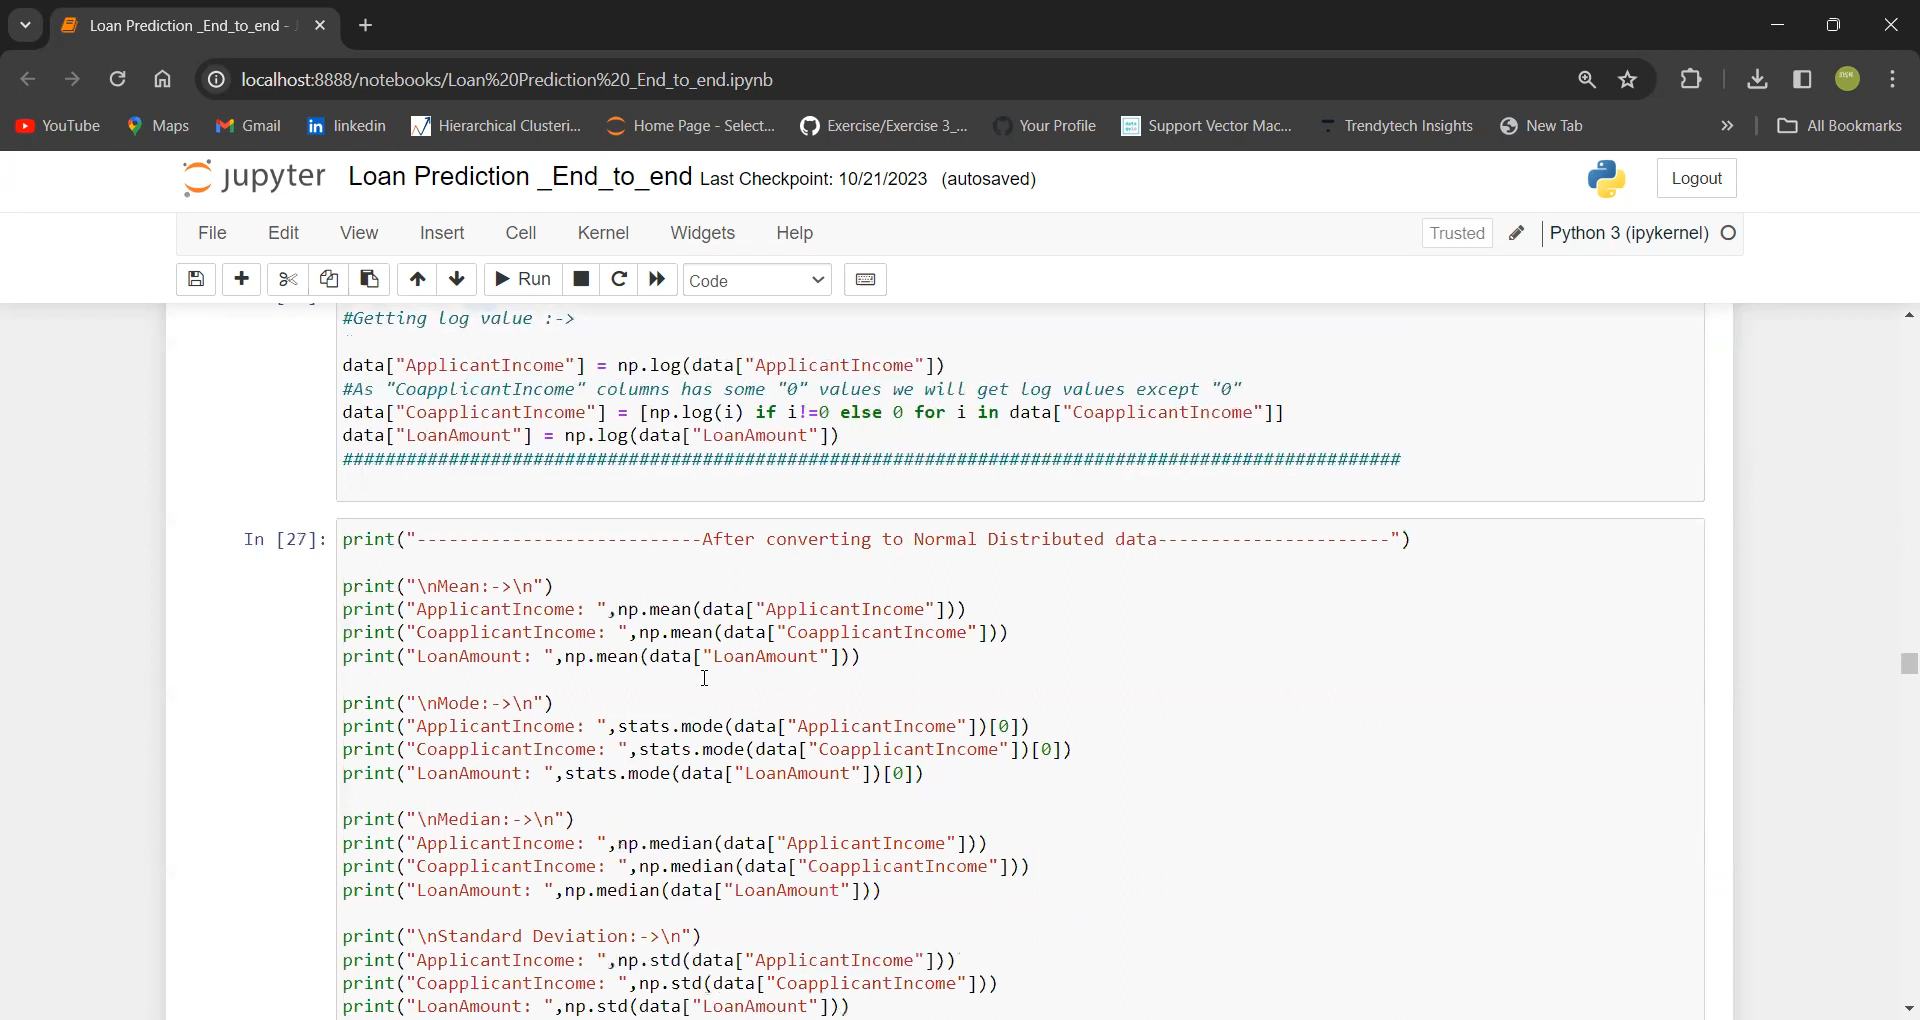 Loan Prediction _End_to_end -
localhost:8888/notebooks/Loan%20Prediction%20_End_to_end.ipynb
YouTube Maps Gmail linkedin Hierarchical Clusteri... Home Page - Select... Exercise/Exercise 3_... Your Profile Support Vector Mac... Trendytech Insights New Tab » All Bookmarks
jupyter Loan Prediction _End_to_end Last Checkpoint: 10/21/2023 (autosaved) Logout
File Edit View Insert Cell Kernel Widgets Help Trusted Python 3 (ipykernel)
Run Code
#Getting log value :->
data["ApplicantIncome"] = np.log(data["ApplicantIncome"])
#As "CoapplicantIncome" columns has some "0" values we will get log values except "0"
data["CoapplicantIncome"] = [np.log(i) if i!=0 else 0 for i in data["CoapplicantIncome"]]
data["LoanAmount"] = np.log(data["LoanAmount"])
####################################################################################################
In [27]: print("---------------------------After converting to Normal Distributed data----------------------")
print("\nMean:->\n")
print("ApplicantIncome: ",np.mean(data["ApplicantIncome"]))
print("CoapplicantIncome: ",np.mean(data["CoapplicantIncome"]))
print("LoanAmount: ",np.mean(data["LoanAmount"]))
print("\nMode:->\n")
print("ApplicantIncome: ",stats.mode(data["ApplicantIncome"])[0])
print("CoapplicantIncome: ",stats.mode(data["CoapplicantIncome"])[0])
print("LoanAmount: ",stats.mode(data["LoanAmount"])[0])
print("\nMedian:->\n")
print("ApplicantIncome: ",np.median(data["ApplicantIncome"]))
print("CoapplicantIncome: ",np.median(data["CoapplicantIncome"]))
print("LoanAmount: ",np.median(data["LoanAmount"]))
print("\nStandard Deviation:->\n")
print("ApplicantIncome: ",np.std(data["ApplicantIncome"]))
print("CoapplicantIncome: ",np.std(data["CoapplicantIncome"]))
print("LoanAmount: ",np.std(data["LoanAmount"]))